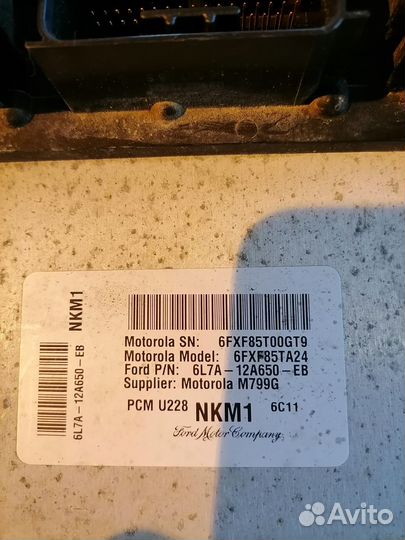 NKM1
6L7A-12A650-EB
Motorola SN: 6FXF85T00GT9
Motorola Model: 6FXF85TA24
Ford P/N: 6L7A-12A650-EB
Supplier: Motorola M799G
PCM U228 NKM1 6C11
Ford Motor Company
Avito